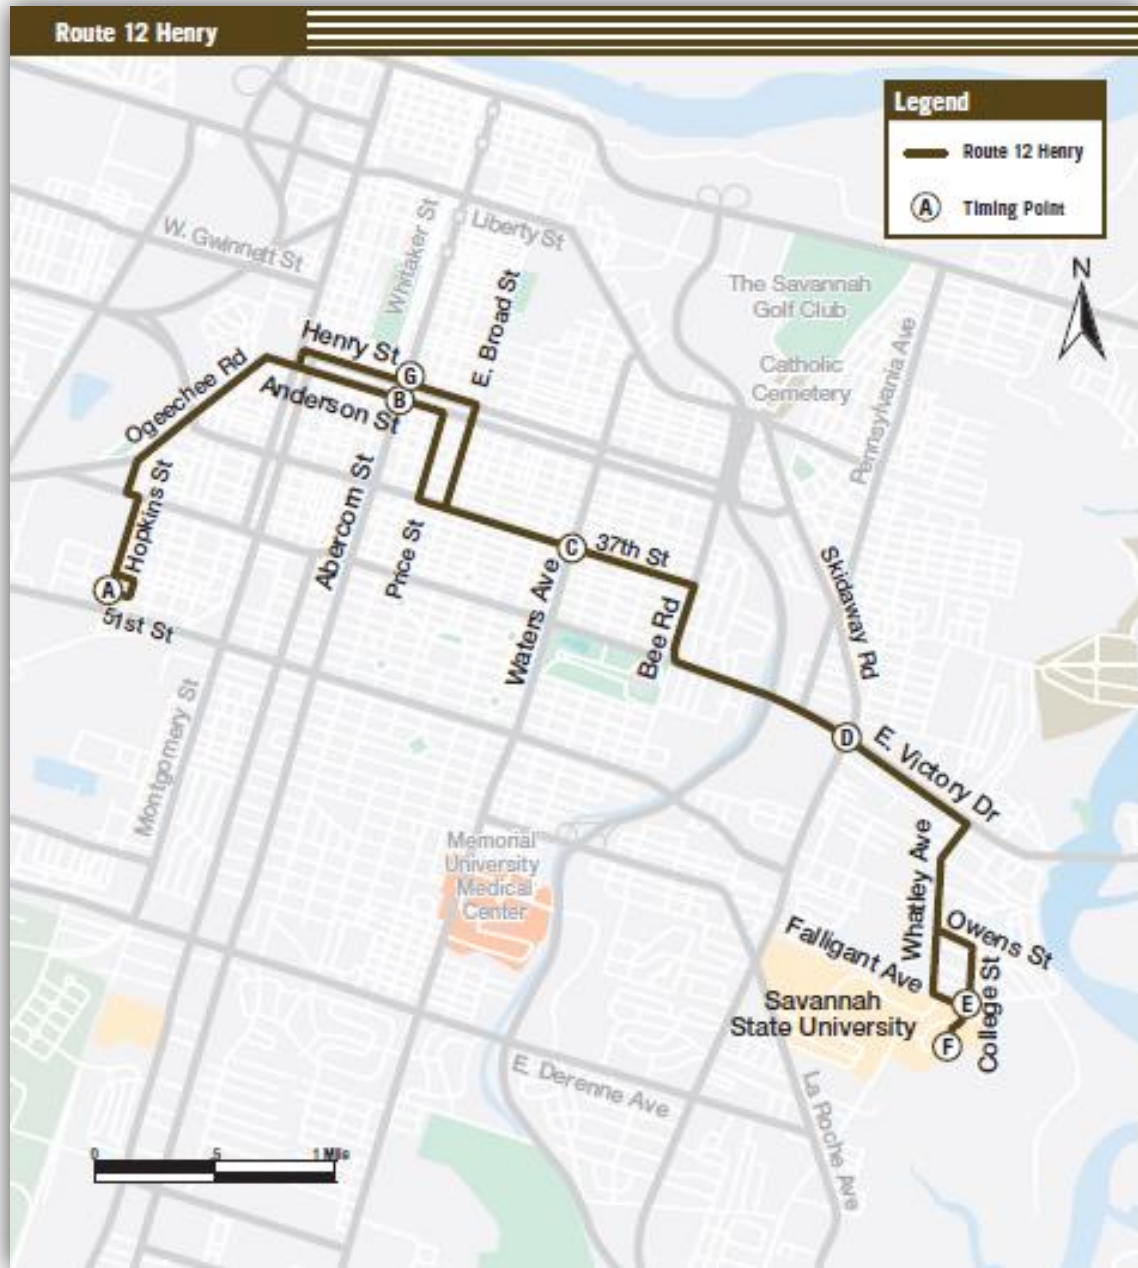 Route 12 Henry
Legend
Route 12 Henry
A
Timing Point
N
W. Gwinnett St
Whitaker St
Liberty St
E. Broad St
The Savannah
Golf Club
Catholic
Cemetery
Pennsylvania Ave
Henry St
G
B
Anderson St
Ogeechee Rd
Hopkins St
A
51st St
Abercorn St
Price St
C
37th St
Waters Ave
Bee Rd
Skidaway Rd
Montgomery St
D
E. Victory Dr
Memorial
University
Medical
Center
Whatley Ave
Owens St
Falligant Ave
E
College St
Savannah
State University
F
E. Derenne Ave
La Roche Ave
0 .5 1 Mile